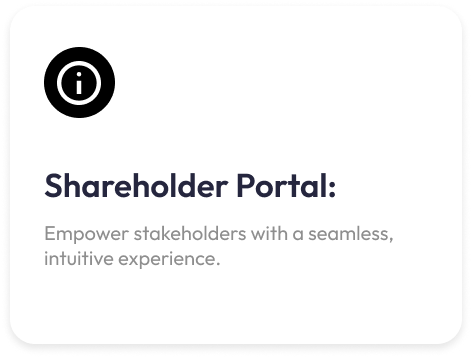 Shareholder Portal:
Empower stakeholders with a seamless,
intuitive experience.